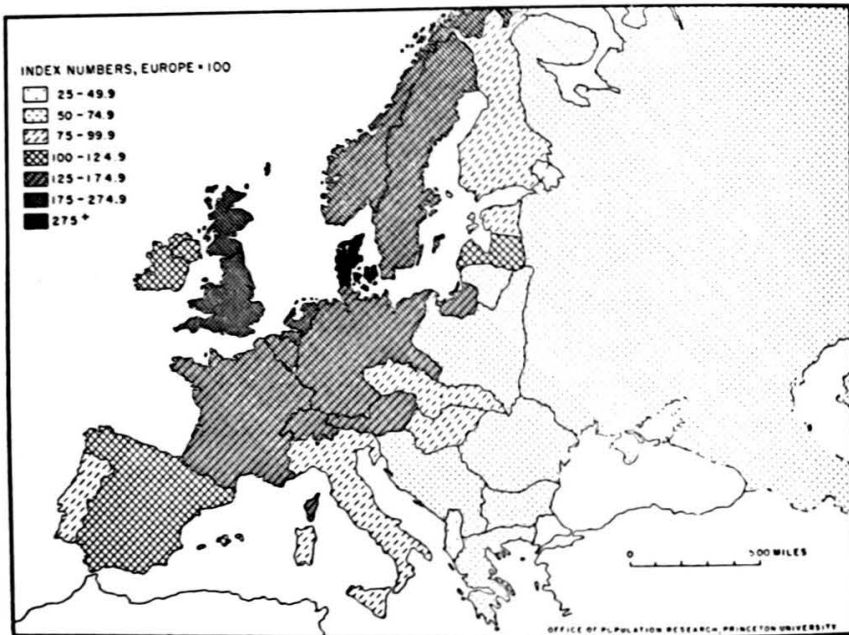 INDEX NUMBERS, EUROPE = 100
25 - 49.9
50 - 74.9
75 - 99.9
100 - 124.9
125 - 174.9
175 - 274.9
275 +
0 500 MILES
OFFICE OF POPULATION RESEARCH, PRINCETON UNIVERSITY